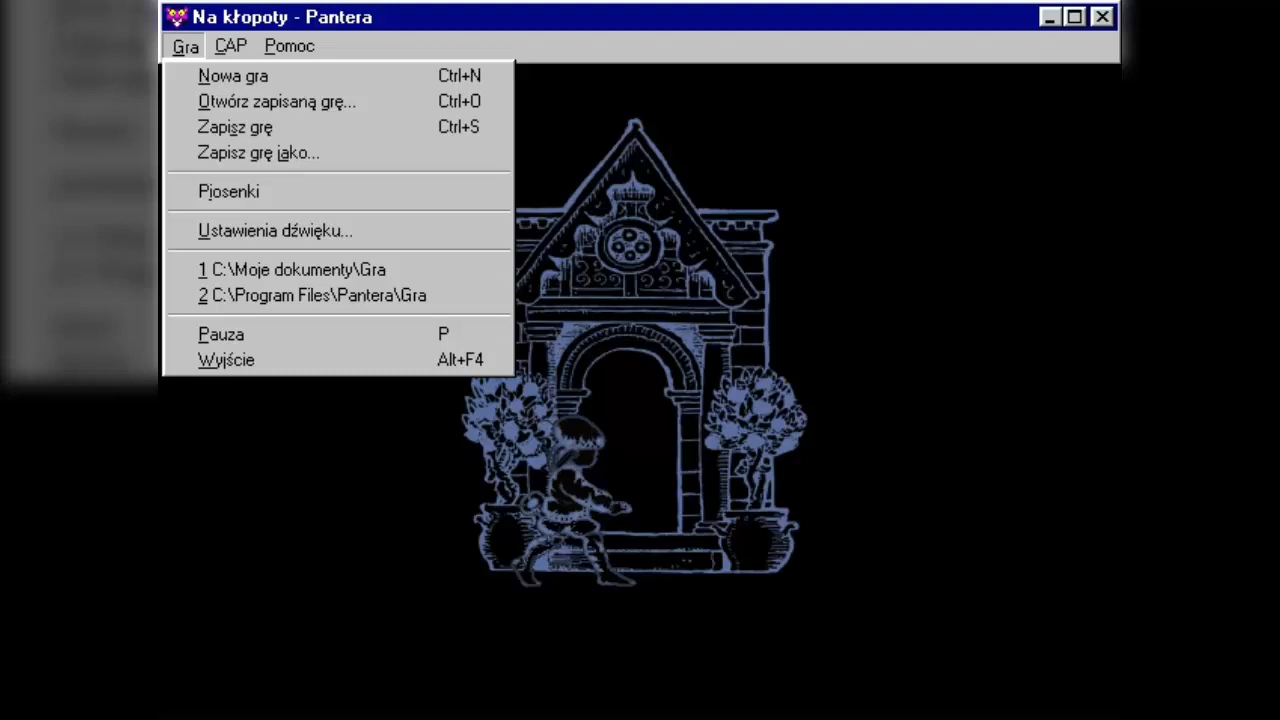 Na kłopoty - Pantera
Gra CAP Pomoc
Nowa gra Ctrl+N
Otwórz zapisaną grę... Ctrl+O
Zapisz grę Ctrl+S
Zapisz grę jako...
Piosenki
Ustawienia dźwięku...
1 C:\Moje dokumenty\Gra
2 C:\Program Files\Pantera\Gra
Pauza P
Wyjście Alt+F4